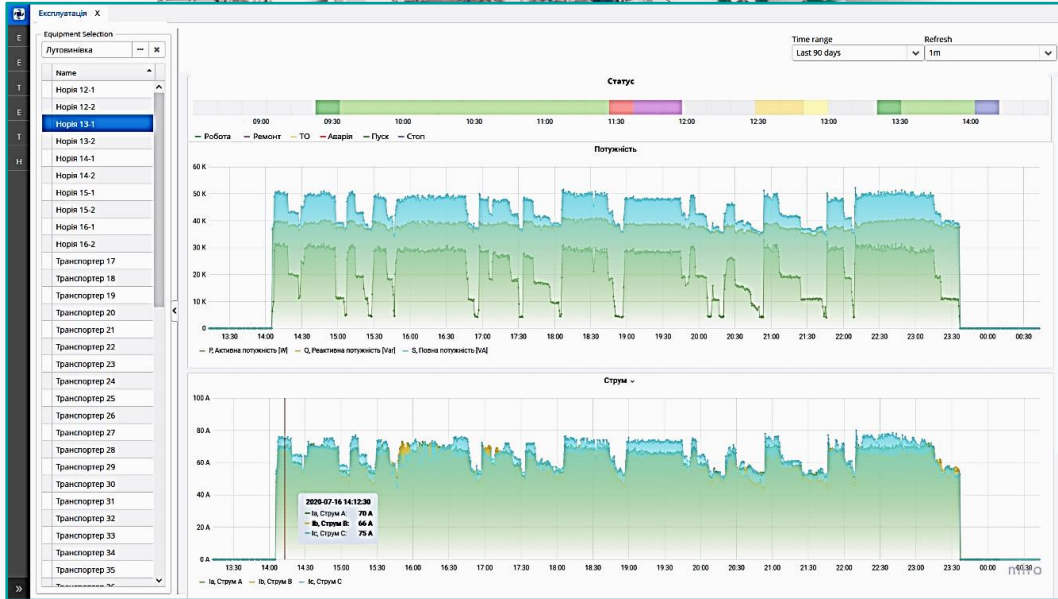 Експлуатація X
E
E
T
E
T
H
»
Equipment Selection
Лутовинівка
Name
Норія 12-1
Норія 12-2
Норія 13-1
Норія 13-2
Норія 14-1
Норія 14-2
Норія 15-1
Норія 15-2
Норія 16-1
Норія 16-2
Транспортер 17
Транспортер 18
Транспортер 19
Транспортер 20
Транспортер 21
Транспортер 22
Транспортер 23
Транспортер 24
Транспортер 25
Транспортер 26
Транспортер 27
Транспортер 28
Транспортер 29
Транспортер 30
Транспортер 31
Транспортер 32
Транспортер 33
Транспортер 34
Транспортер 35
Time range Refresh
Last 90 days 1m
Статус
09:00 09:30 10:00 10:30 11:00 11:30 12:00 12:30 13:00 13:30 14:00
Робота Ремонт ТО Аварія Пуск Стоп
Потужність
60 K
50 K
40 K
30 K
20 K
10 K
0
13:30 14:00 14:30 15:00 15:30 16:00 16:30 17:00 17:30 18:00 18:30 19:00 19:30 20:00 20:30 21:00 21:30 22:00 22:30 23:00 23:30 00:00 00:30
P, Активна потужність [W] Q, Реактивна потужність [Var] S, Повна потужність [VA]
Струм
100 A
80 A
60 A
40 A
20 A
0 A
2020-07-16 14:12:30
Ia, Струм A: 70 A
Ib, Струм B: 66 A
Ic, Струм C: 75 A
13:30 14:00 14:30 15:00 15:30 16:00 16:30 17:00 17:30 18:00 18:30 19:00 19:30 20:00 20:30 21:00 21:30 22:00 22:30 23:00 23:30 00:00 00:30
miro
Ia, Струм A Ib, Струм B Ic, Струм C